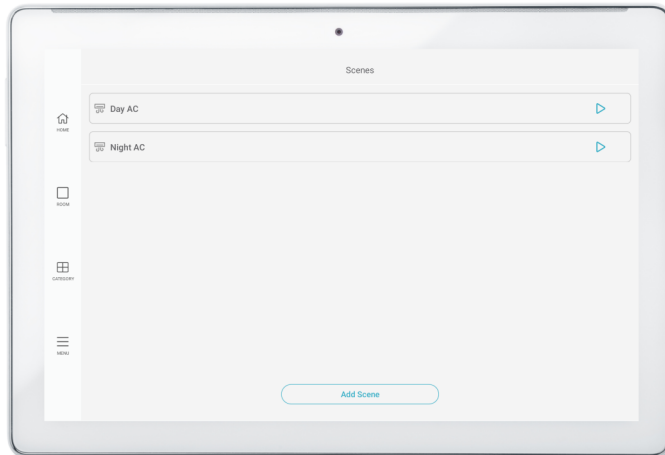 Scenes
Day AC
Night AC
HOME
ROOM
CATEGORY
MENU
Add Scene